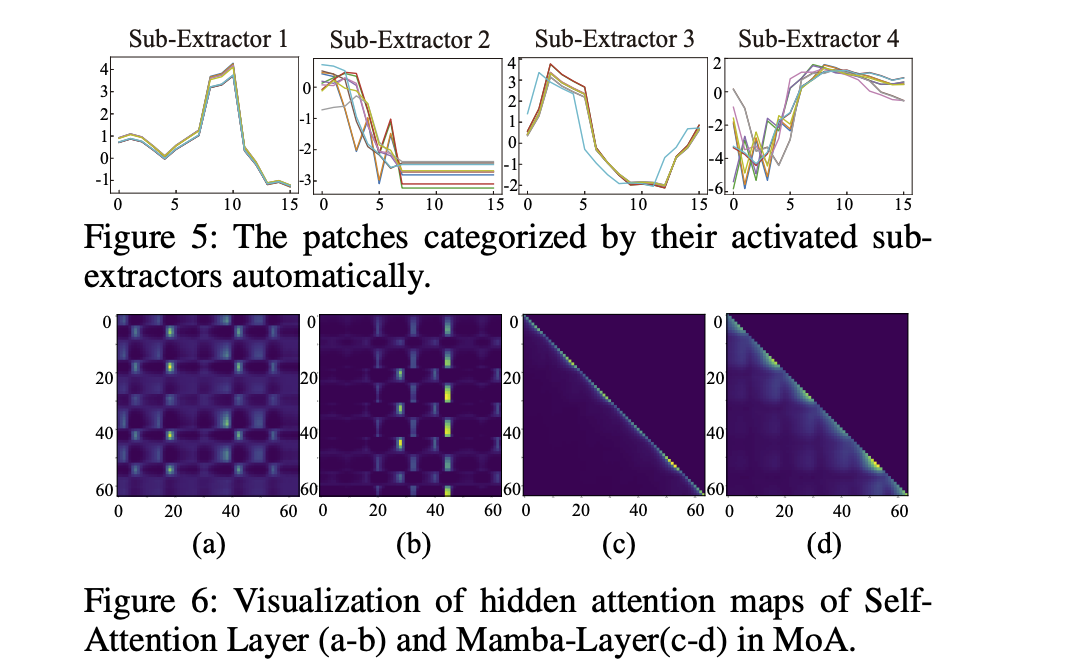 Sub-Extractor 1 Sub-Extractor 2 Sub-Extractor 3 Sub-Extractor 4
4 3 2 1 0 -1
0 -1 -2 -3
4 3 2 1 0 -1 -2
2 0 -2 -4 -6
0 5 10 15 0 5 10 15 0 5 10 15 0 5 10 15
Figure 5: The patches categorized by their activated sub-
extractors automatically.
0 20 40 60
0 20 40 60
0 20 40 60
0 20 40 60
0 20 40 60 0 20 40 60 0 20 40 60 0 20 40 60
(a) (b) (c) (d)
Figure 6: Visualization of hidden attention maps of Self-
Attention Layer (a-b) and Mamba-Layer(c-d) in MoA.